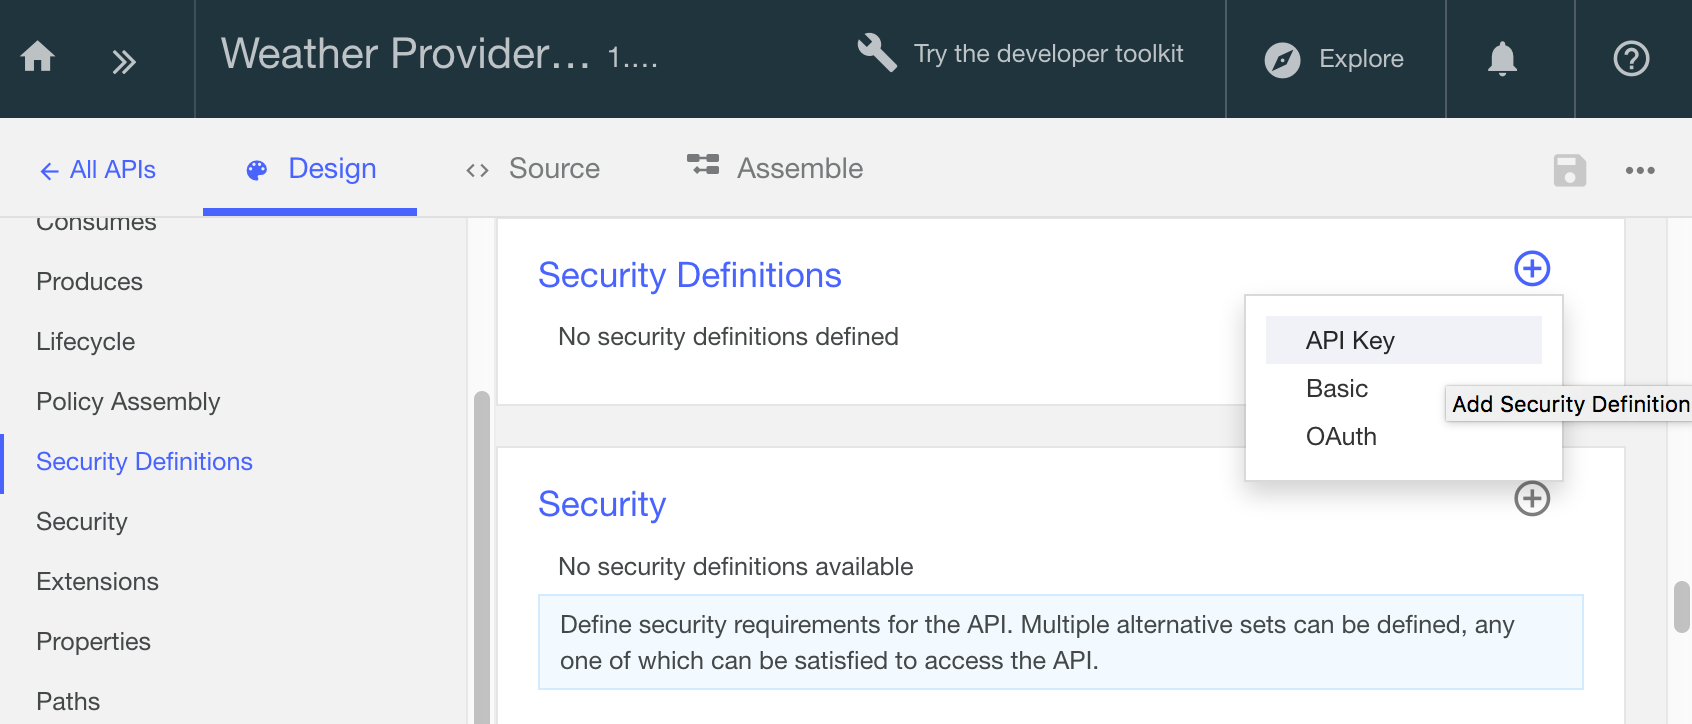 Weather Provider... 1....
Try the developer toolkit
Explore
All APIs
Design
Source
Assemble
Consumes
Produces
Lifecycle
Policy Assembly
Security Definitions
Security
Extensions
Properties
Paths
Security Definitions
No security definitions defined
API Key
Basic
OAuth
Add Security Definition
Security
No security definitions available
Define security requirements for the API. Multiple alternative sets can be defined, any
one of which can be satisfied to access the API.